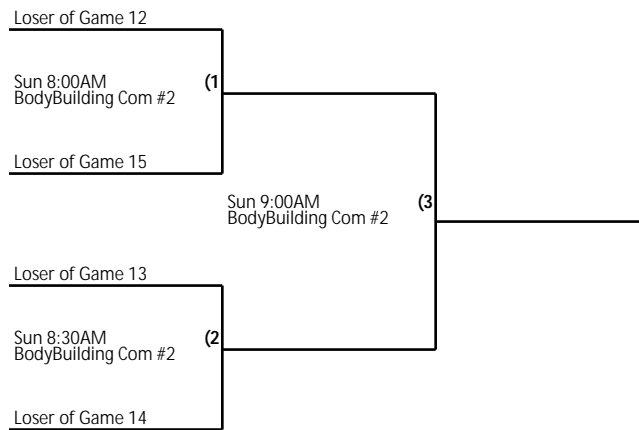 Loser of Game 12
Sun 8:00AM (1
BodyBuilding Com #2
Loser of Game 15
Sun 9:00AM (3
BodyBuilding Com #2
Loser of Game 13
Sun 8:30AM (2
BodyBuilding Com #2
Loser of Game 14